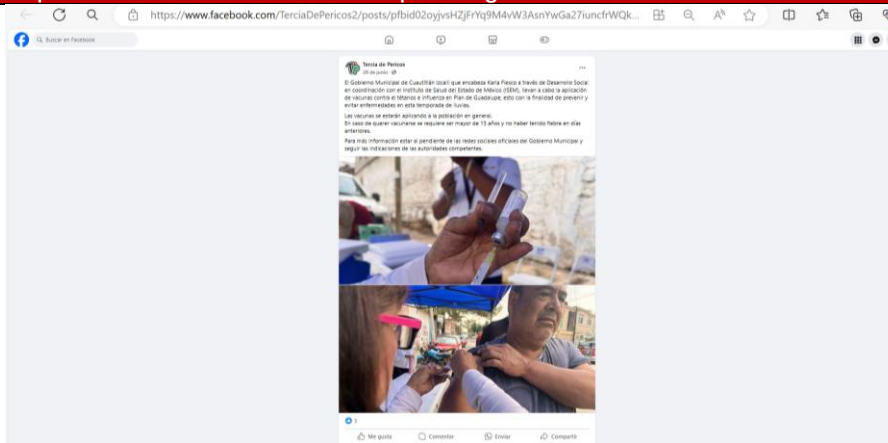 https://www.facebook.com/TerciaDePericos2/posts/pfbid02oyjvsHZjFrYq9M4vW3AsnYwGa27iuncfrWQk...
Buscar en Facebook
Tercia de Pericos
28 de junio
El Gobierno Municipal de Cuautitlán Izcalli que encabeza Karla Fiesco a través de Desarrollo Social
en coordinación con el Instituto de Salud del Estado de México (ISEM), llevan a cabo la aplicación
de vacunas contra el tétanos e influenza en Plan de Guadalupe, esto con la finalidad de prevenir y
evitar enfermedades en esta temporada de lluvias.
Las vacunas se estarán aplicando a la población en general.
En caso de querer vacunarse se requiere ser mayor de 15 años y no haber tenido fiebre en días
anteriores.
Para más información estar al pendiente de las redes sociales oficiales del Gobierno Municipal y
seguir las indicaciones de las autoridades competentes.
Me gusta
Comentar
Enviar
Compartir